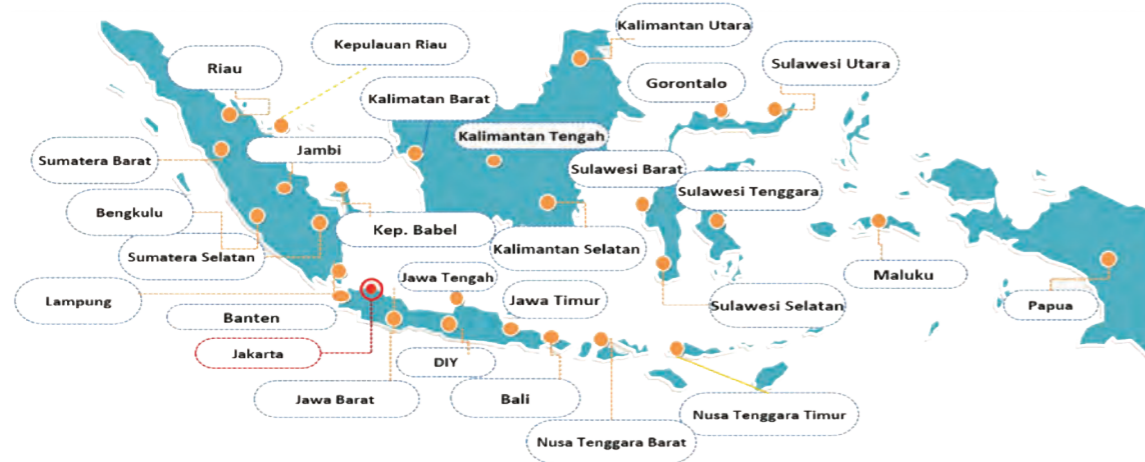 Kalimantan Utara
Kepulauan Riau
Sulawesi Utara
Riau
Gorontalo
Kalimatan Barat
Kalimantan Tengah
Jambi
Sumatera Barat
Sulawesi Barat
Sulawesi Tenggara
Bengkulu
Kep. Babel
Kalimantan Selatan
Sumatera Selatan
Jawa Tengah
Maluku
Lampung
Jawa Timur
Sulawesi Selatan
Papua
Banten
Jakarta
DIY
Jawa Barat
Bali
Nusa Tenggara Timur
Nusa Tenggara Barat